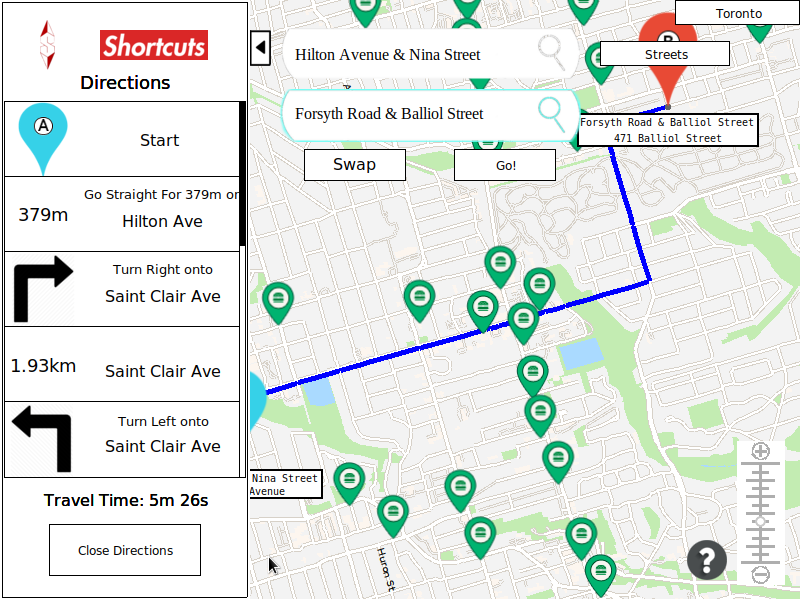 Shortcuts
Directions
A
Start
379m
Go Straight For 379m on
Hilton Ave
Turn Right onto
Saint Clair Ave
1.93km
Saint Clair Ave
Turn Left onto
Saint Clair Ave
Travel Time: 5m 26s
Close Directions
Hilton Avenue & Nina Street
Forsyth Road & Balliol Street
Swap
Go!
Toronto
Streets
B
Forsyth Road & Balliol Street
471 Balliol Street
Nina Street
Avenue
Huron St
?